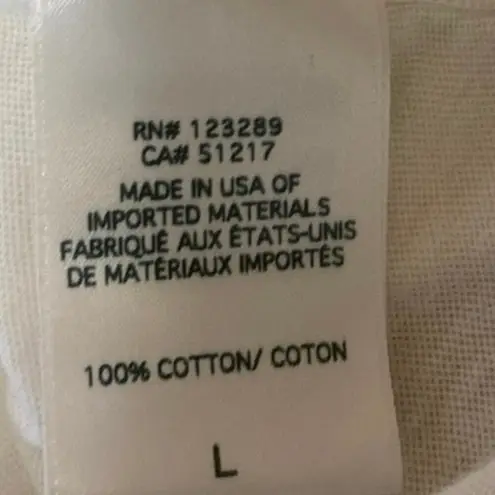 RN# 123289
CA# 51217
MADE IN USA OF
IMPORTED MATERIALS
FABRIQUÉ AUX ÉTATS-UNIS
DE MATÉRIAUX IMPORTÉS
100% COTTON/ COTON
L